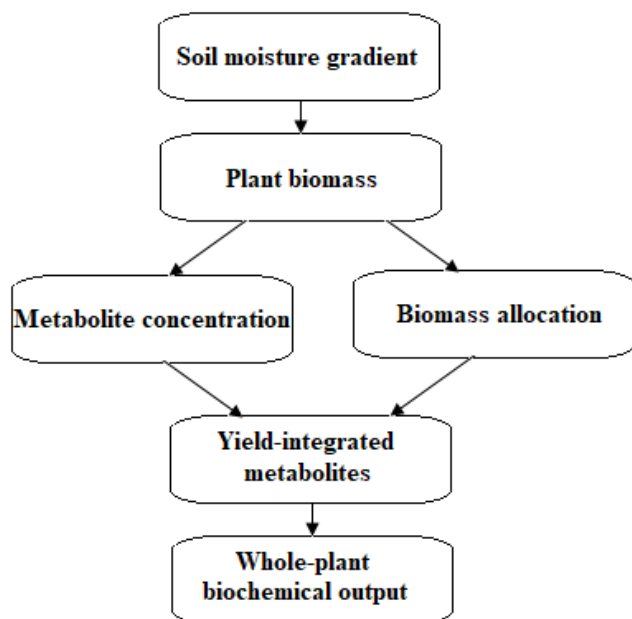 Soil moisture gradient
Plant biomass
Metabolite concentration
Biomass allocation
Yield-integrated
metabolites
Whole-plant
biochemical output